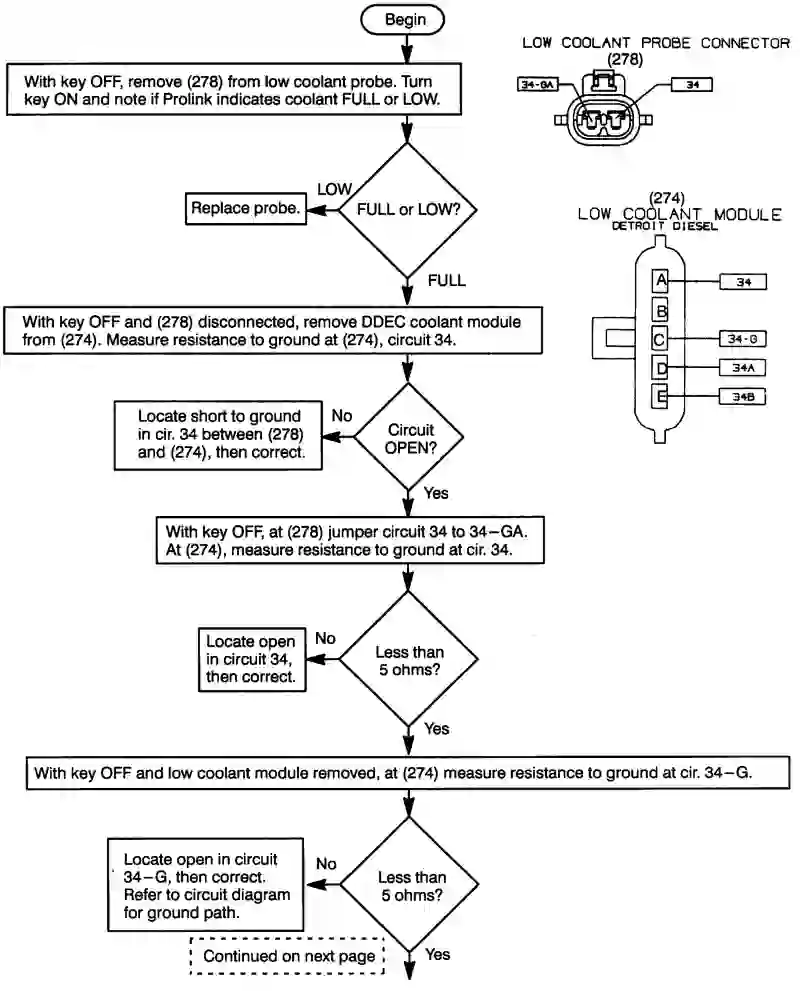 Begin
LOW COOLANT PROBE CONNECTOR
(278)
34-GA
34
With key OFF, remove (278) from low coolant probe. Turn
key ON and note if Prolink indicates coolant FULL or LOW.
LOW
Replace probe.
FULL or LOW?
FULL
(274)
LOW COOLANT MODULE
DETROIT DIESEL
A
34
B
C
34-G
D
34A
E
34B
With key OFF and (278) disconnected, remove DDEC coolant module
from (274). Measure resistance to ground at (274), circuit 34.
Locate short to ground
in cir. 34 between (278)
and (274), then correct.
No
Circuit
OPEN?
Yes
With key OFF, at (278) jumper circuit 34 to 34-GA.
At (274), measure resistance to ground at cir. 34.
Locate open
in circuit 34,
then correct.
No
Less than
5 ohms?
Yes
With key OFF and low coolant module removed, at (274) measure resistance to ground at cir. 34-G.
Locate open in circuit
34-G, then correct.
Refer to circuit diagram
for ground path.
No
Less than
5 ohms?
Yes
Continued on next page